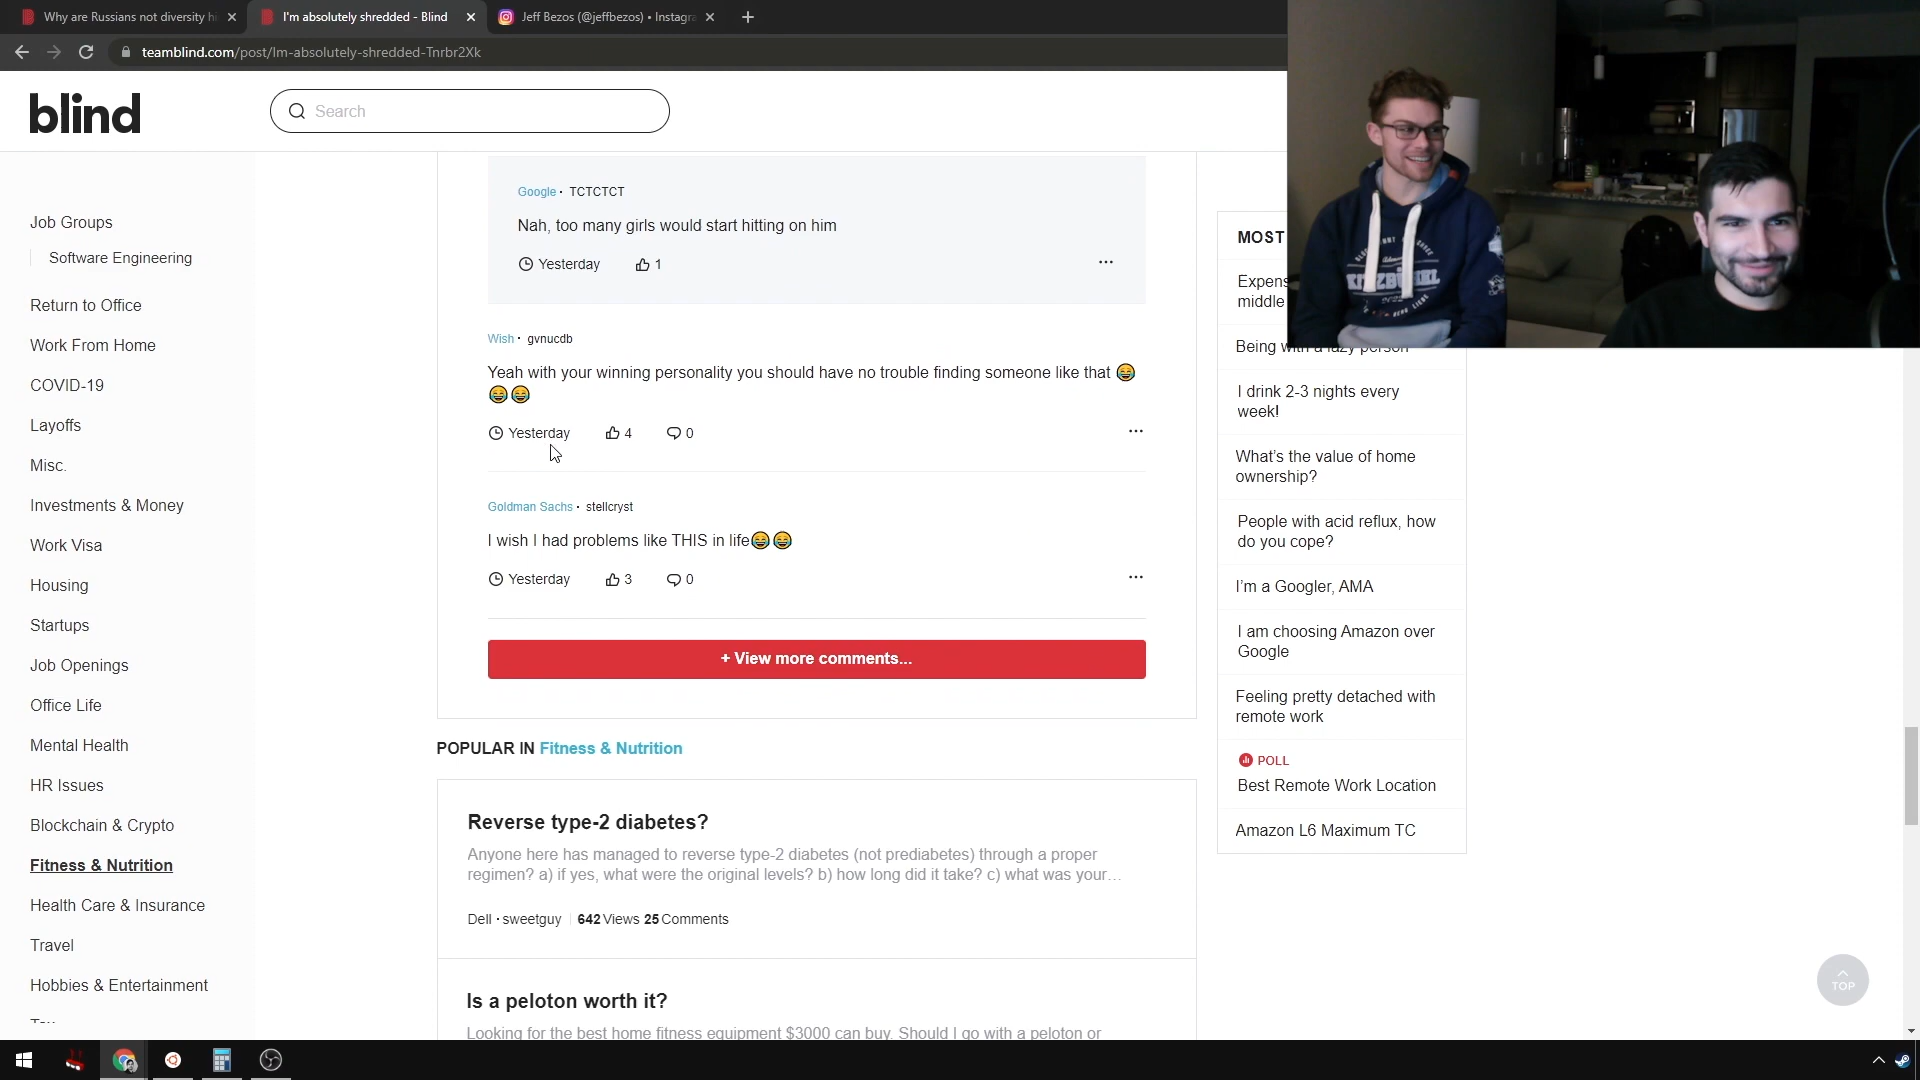 Why are Russians not diversity hi
I'm absolutely shredded - Blind
Jeff Bezos (@jeffbezos) • Instagra
teamblind.com/post/Im-absolutely-shredded-Tnrbr2Xk
blind
Search
Job Groups
Software Engineering
Return to Office
Work From Home
COVID-19
Layoffs
Misc.
Investments & Money
Work Visa
Housing
Startups
Job Openings
Office Life
Mental Health
HR Issues
Blockchain & Crypto
Fitness & Nutrition
Health Care & Insurance
Travel
Hobbies & Entertainment
Google · TCTCTCT
Nah, too many girls would start hitting on him
Yesterday 1
Wish · gvnucdb
Yeah with your winning personality you should have no trouble finding someone like that 😂
😂😂
Yesterday 4 0
Goldman Sachs · stellcryst
I wish I had problems like THIS in life😂😂
Yesterday 3 0
+ View more comments...
POPULAR IN Fitness & Nutrition
Reverse type-2 diabetes?
Anyone here has managed to reverse type-2 diabetes (not prediabetes) through a proper
regimen? a) if yes, what were the original levels? b) how long did it take? c) what was your…
Dell · sweetguy 642 Views 25 Comments
Is a peloton worth it?
Looking for the best home fitness equipment $3000 can buy. Should I go with a peloton or
MOST
Expens
middle
Being with a lazy person
I drink 2-3 nights every
week!
What's the value of home
ownership?
People with acid reflux, how
do you cope?
I'm a Googler, AMA
I am choosing Amazon over
Google
Feeling pretty detached with
remote work
POLL
Best Remote Work Location
Amazon L6 Maximum TC
TOP
KITZBÜHEL